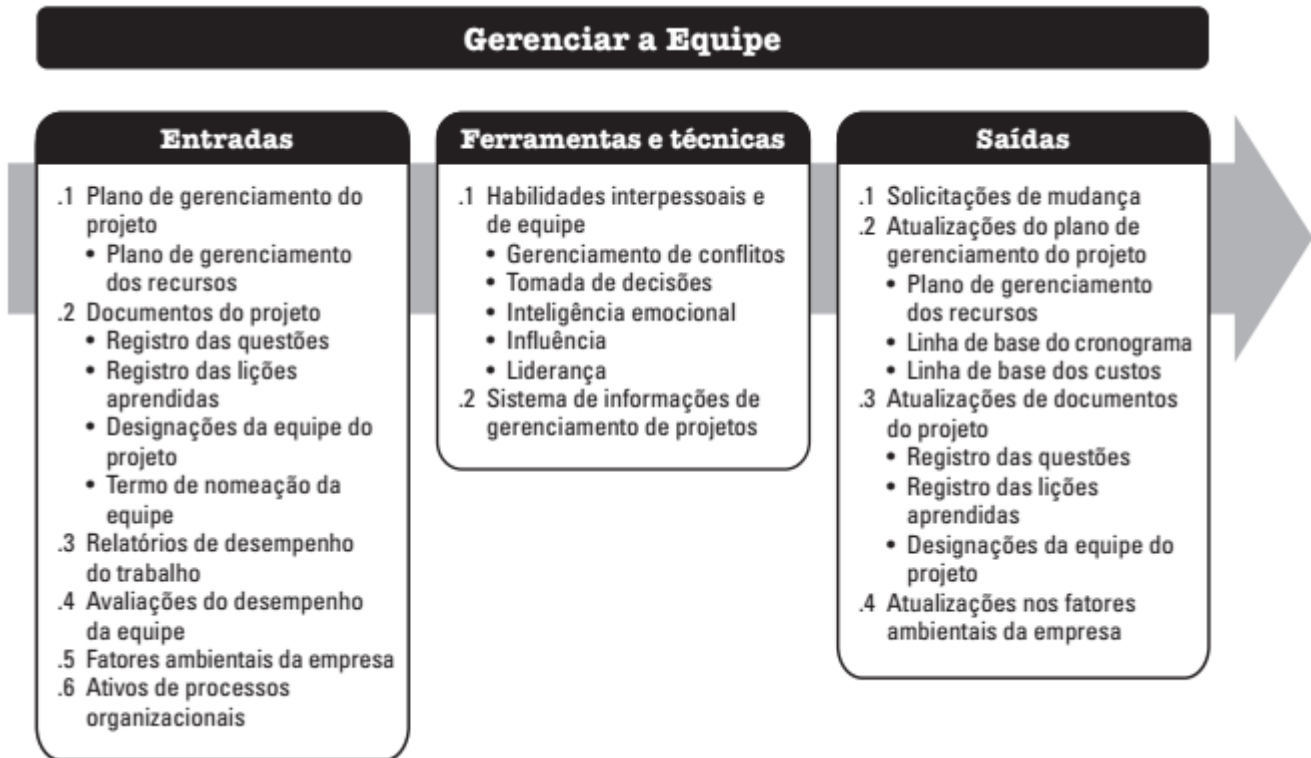 Gerenciar a Equipe
Entradas
.1 Plano de gerenciamento do
projeto
• Plano de gerenciamento
dos recursos
.2 Documentos do projeto
• Registro das questões
• Registro das lições
aprendidas
• Designações da equipe do
projeto
• Termo de nomeação da
equipe
.3 Relatórios de desempenho
do trabalho
.4 Avaliações do desempenho
da equipe
.5 Fatores ambientais da empresa
.6 Ativos de processos
organizacionais
Ferramentas e técnicas
.1 Habilidades interpessoais e
de equipe
• Gerenciamento de conflitos
• Tomada de decisões
• Inteligência emocional
• Influência
• Liderança
.2 Sistema de informações de
gerenciamento de projetos
Saídas
.1 Solicitações de mudança
.2 Atualizações do plano de
gerenciamento do projeto
• Plano de gerenciamento
dos recursos
• Linha de base do cronograma
• Linha de base dos custos
.3 Atualizações de documentos
do projeto
• Registro das questões
• Registro das lições
aprendidas
• Designações da equipe do
projeto
.4 Atualizações nos fatores
ambientais da empresa